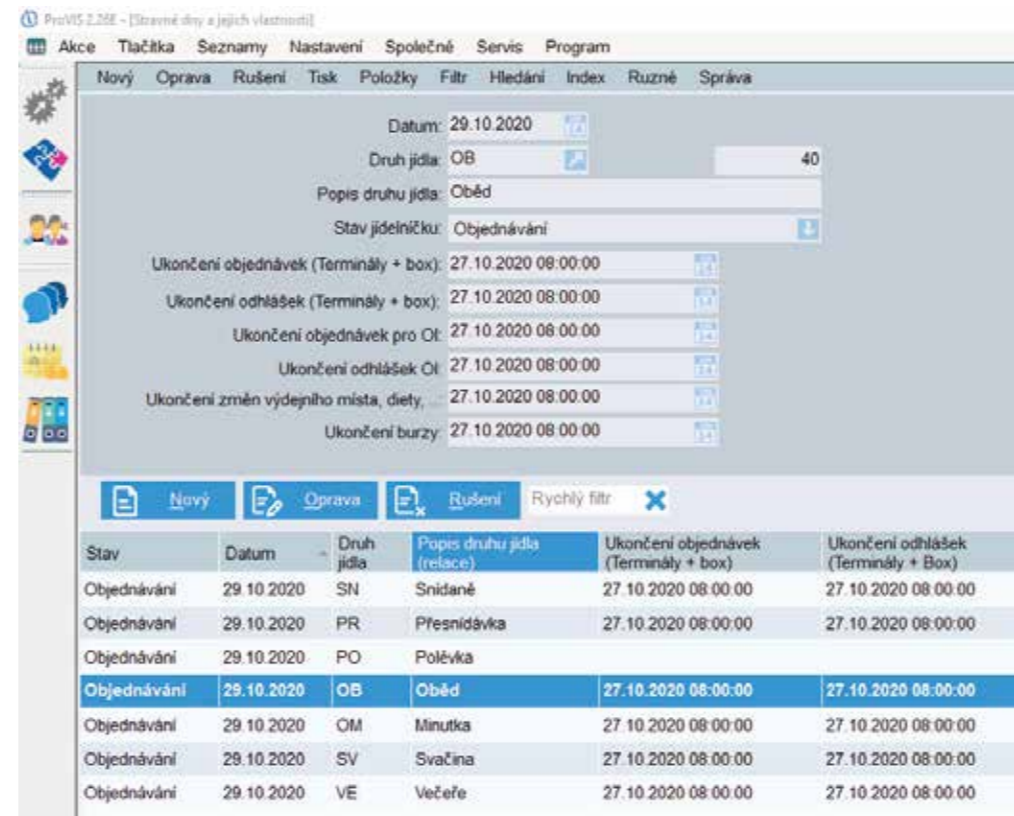 ProVIS 2.26E - [Stravné dny a jejich vlastnosti]
Akce Tlačítka Seznamy Nastavení Společné Servis Program
Nový Oprava Rušení Tisk Položky Filtr Hledání Index Ruzné Správa
Datum: 29.10.2020
Druh jídla: OB 40
Popis druhu jídla: Oběd
Stav jídelníčku: Objednávání
Ukončení objednávek (Terminály + box): 27.10.2020 08:00:00
Ukončení odhlášek (Terminály + box): 27.10.2020 08:00:00
Ukončení objednávek pro OI: 27.10.2020 08:00:00
Ukončení odhlášek OI: 27.10.2020 08:00:00
Ukončení změn výdejního místa, diety, ...: 27.10.2020 08:00:00
Ukončení burzy: 27.10.2020 08:00:00
Nový Oprava Rušení Rychlý filtr
Stav Datum Druh jídla Popis druhu jídla (relace) Ukončení objednávek (Terminály + box) Ukončení odhlášek (Terminály + Box)
Objednávání 29.10.2020 SN Snídaně 27.10.2020 08:00:00 27.10.2020 08:00:00
Objednávání 29.10.2020 PR Přesnídávka 27.10.2020 08:00:00 27.10.2020 08:00:00
Objednávání 29.10.2020 PO Polévka
Objednávání 29.10.2020 OB Oběd 27.10.2020 08:00:00 27.10.2020 08:00:00
Objednávání 29.10.2020 OM Minutka 27.10.2020 08:00:00 27.10.2020 08:00:00
Objednávání 29.10.2020 SV Svačina 27.10.2020 08:00:00 27.10.2020 08:00:00
Objednávání 29.10.2020 VE Večeře 27.10.2020 08:00:00 27.10.2020 08:00:00